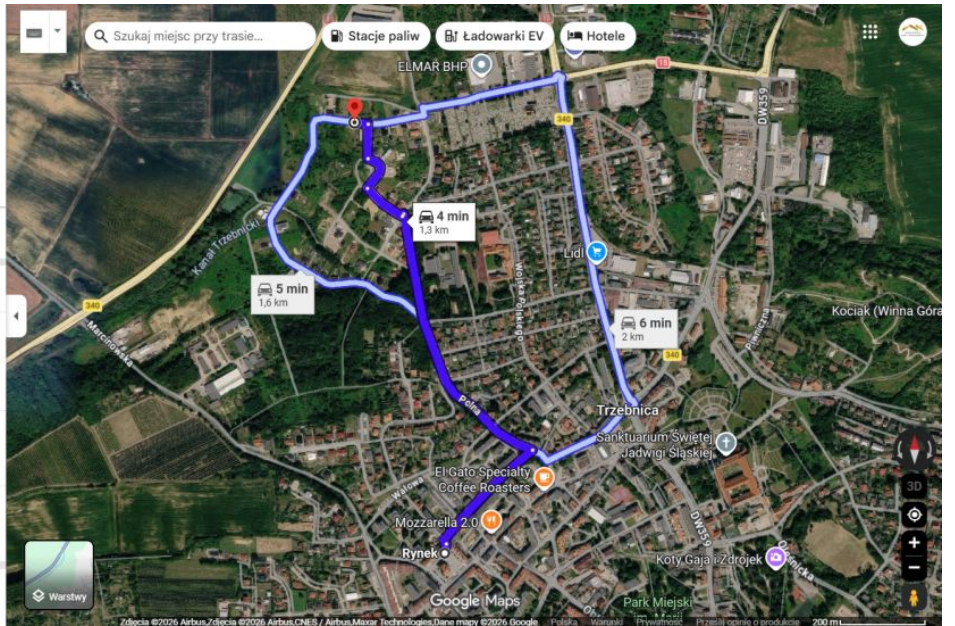 Szukaj miejsc przy trasie...
Stacje paliw
Ładowarki EV
Hotele
ELMAR BHP
15
340
DW359
4 min
1,3 km
Kanał Trzebnicki
Lidl
Wojska Polskiego
5 min
1,6 km
Kociak (Winna Góra
340
6 min
2 km
Piwniczna
Marcinowska
340
Polna
Trzebnica
Sanktuarium Świętej
Jadwigi Śląskiej
El Gato Specialty
Coffee Roasters
3D
Wałowa
Mozzarella 2.0
DW359
Rynek
Koty Gaja i Zdrojek
Warstwy
Google Maps
Park Miejski
Zdjęcia ©2026 Airbus,Zdjęcia ©2026 Airbus,CNES / Airbus,Maxar Technologies,Dane mapy ©2026 Google
Polska
Warunki
Prywatność
Prześlij opinię o produkcie
200 m